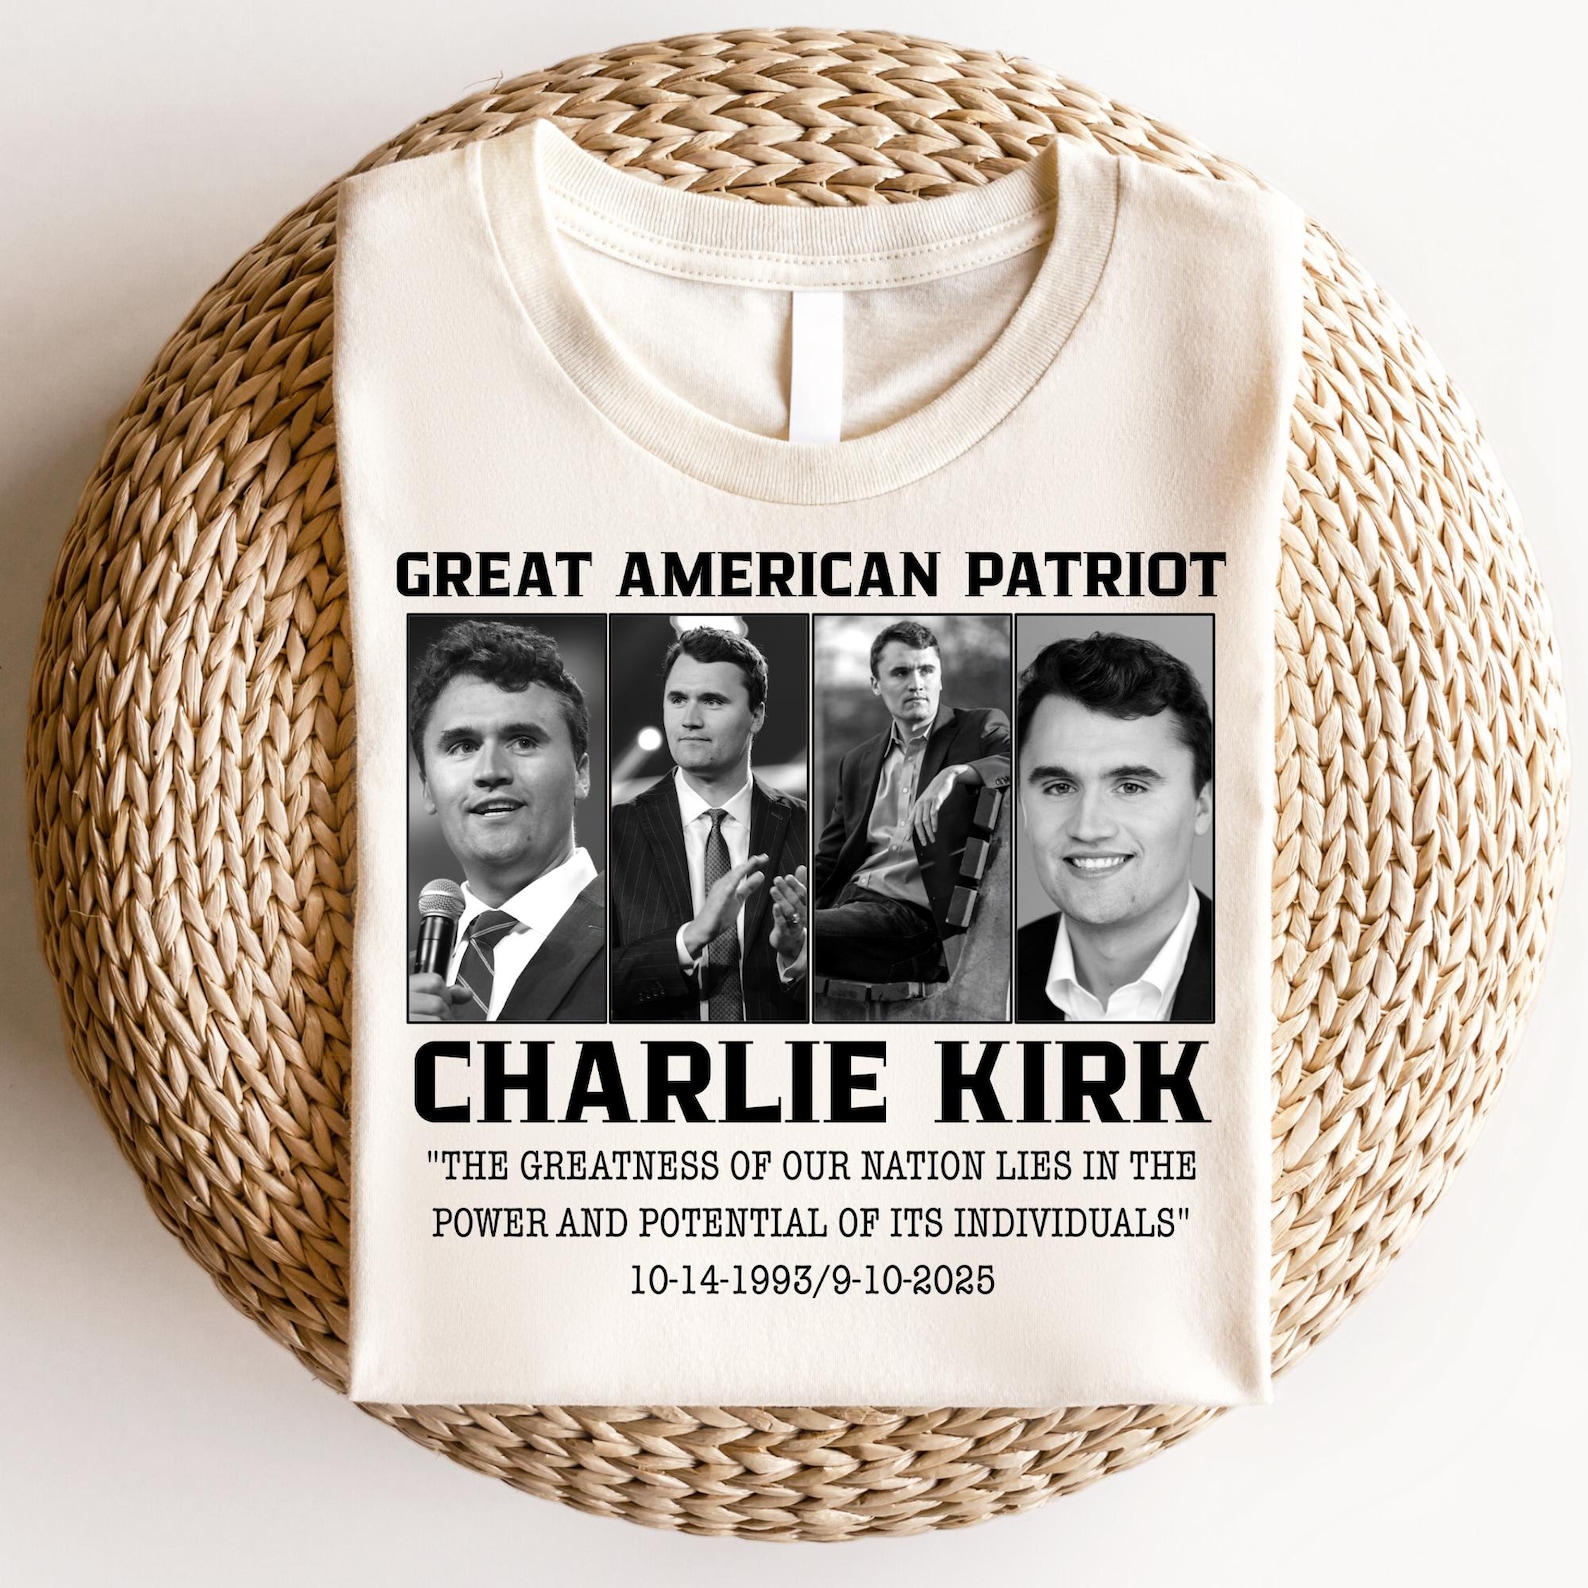 GREAT AMERICAN PATRIOT
CHARLIE KIRK
"THE GREATNESS OF OUR NATION LIES IN THE
POWER AND POTENTIAL OF ITS INDIVIDUALS"
10-14-1993/9-10-2025